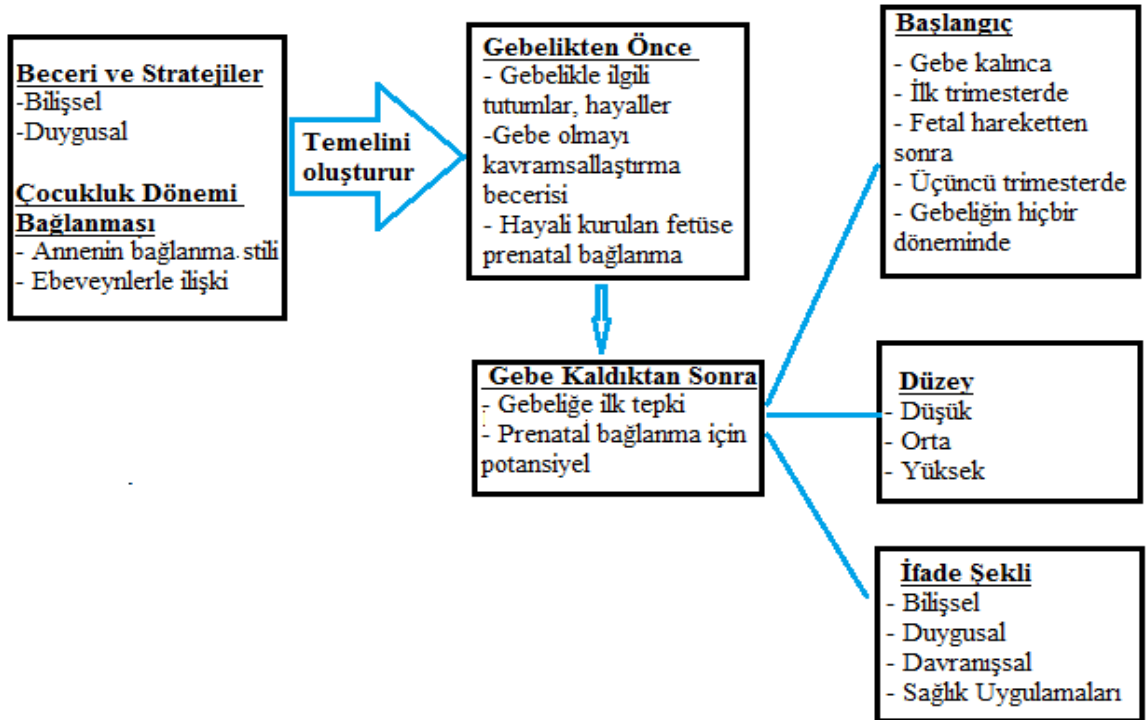 Beceri ve Stratejiler
-Bilişsel
-Duygusal
Çocukluk Dönemi
Bağlanması
- Annenin bağlanma stili
- Ebeveynlerle ilişki
Temelini
oluşturur
Gebelikten Önce
- Gebelikle ilgili
tutumlar, hayaller
-Gebe olmayı
kavramsallaştırma
becerisi
- Hayali kurulan fetüse
prenatal bağlanma
Gebe Kaldıktan Sonra
- Gebeliğe ilk tepki
- Prenatal bağlanma için
potansiyel
Başlangıç
- Gebe kalınca
- İlk trimesterde
- Fetal hareketten
sonra
- Üçüncü trimesterde
- Gebeliğin hiçbir
döneminde
Düzey
- Düşük
- Orta
- Yüksek
İfade Şekli
- Bilişsel
- Duygusal
- Davranışsal
- Sağlık Uygulamaları